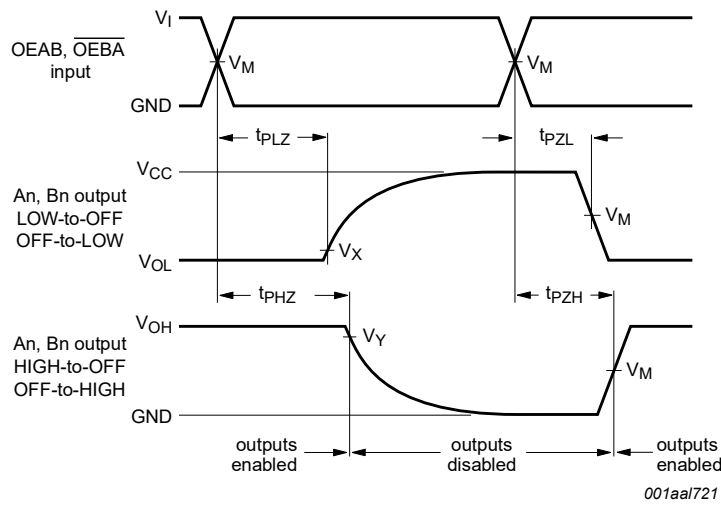 V_I
OEAB, O̅E̅B̅A̅
input
V_M
V_M
GND
t_PLZ
t_PZL
V_CC
An, Bn output
LOW-to-OFF
OFF-to-LOW
V_M
V_X
V_OL
t_PHZ
t_PZH
V_OH
An, Bn output
HIGH-to-OFF
OFF-to-HIGH
V_Y
V_M
GND
outputs
enabled
outputs
disabled
outputs
enabled
001aal721